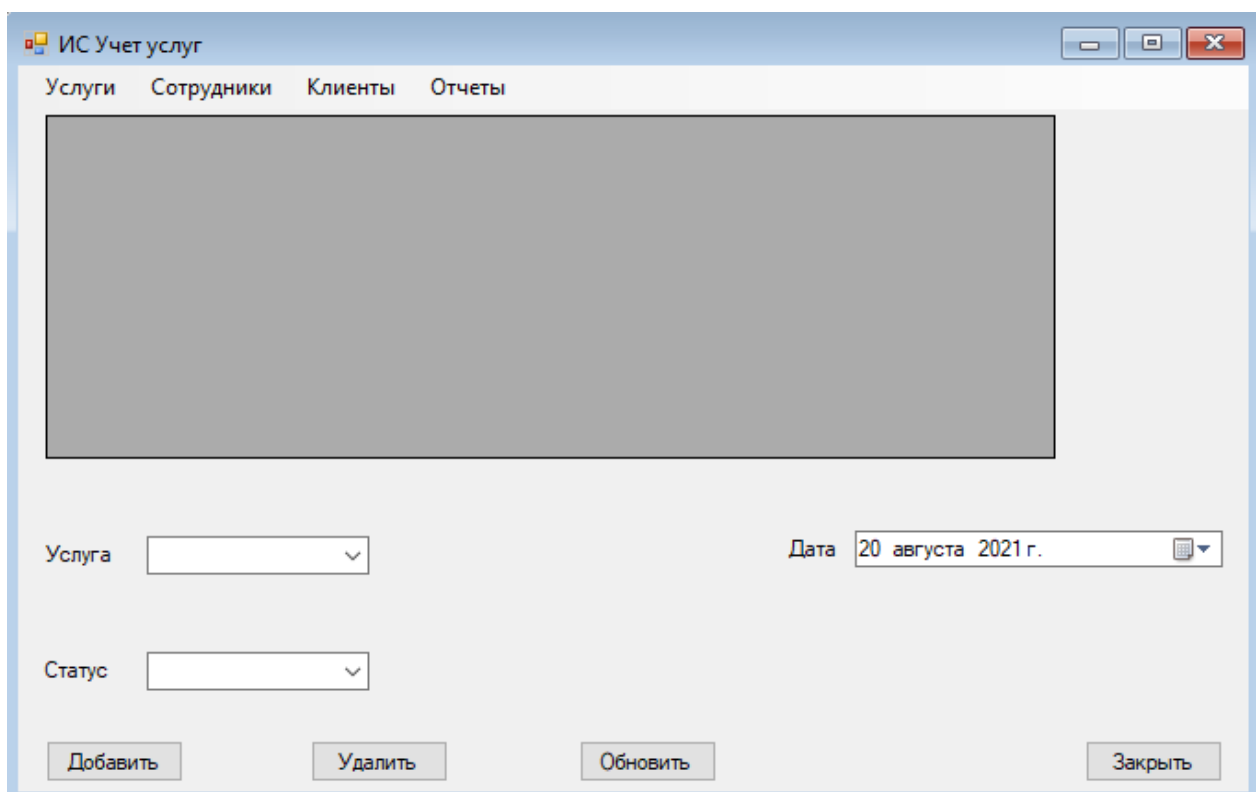 ИС Учет услуг
Услуги Сотрудники Клиенты Отчеты
Услуга
Дата 20 августа 2021 г.
Статус
Добавить Удалить Обновить Закрыть